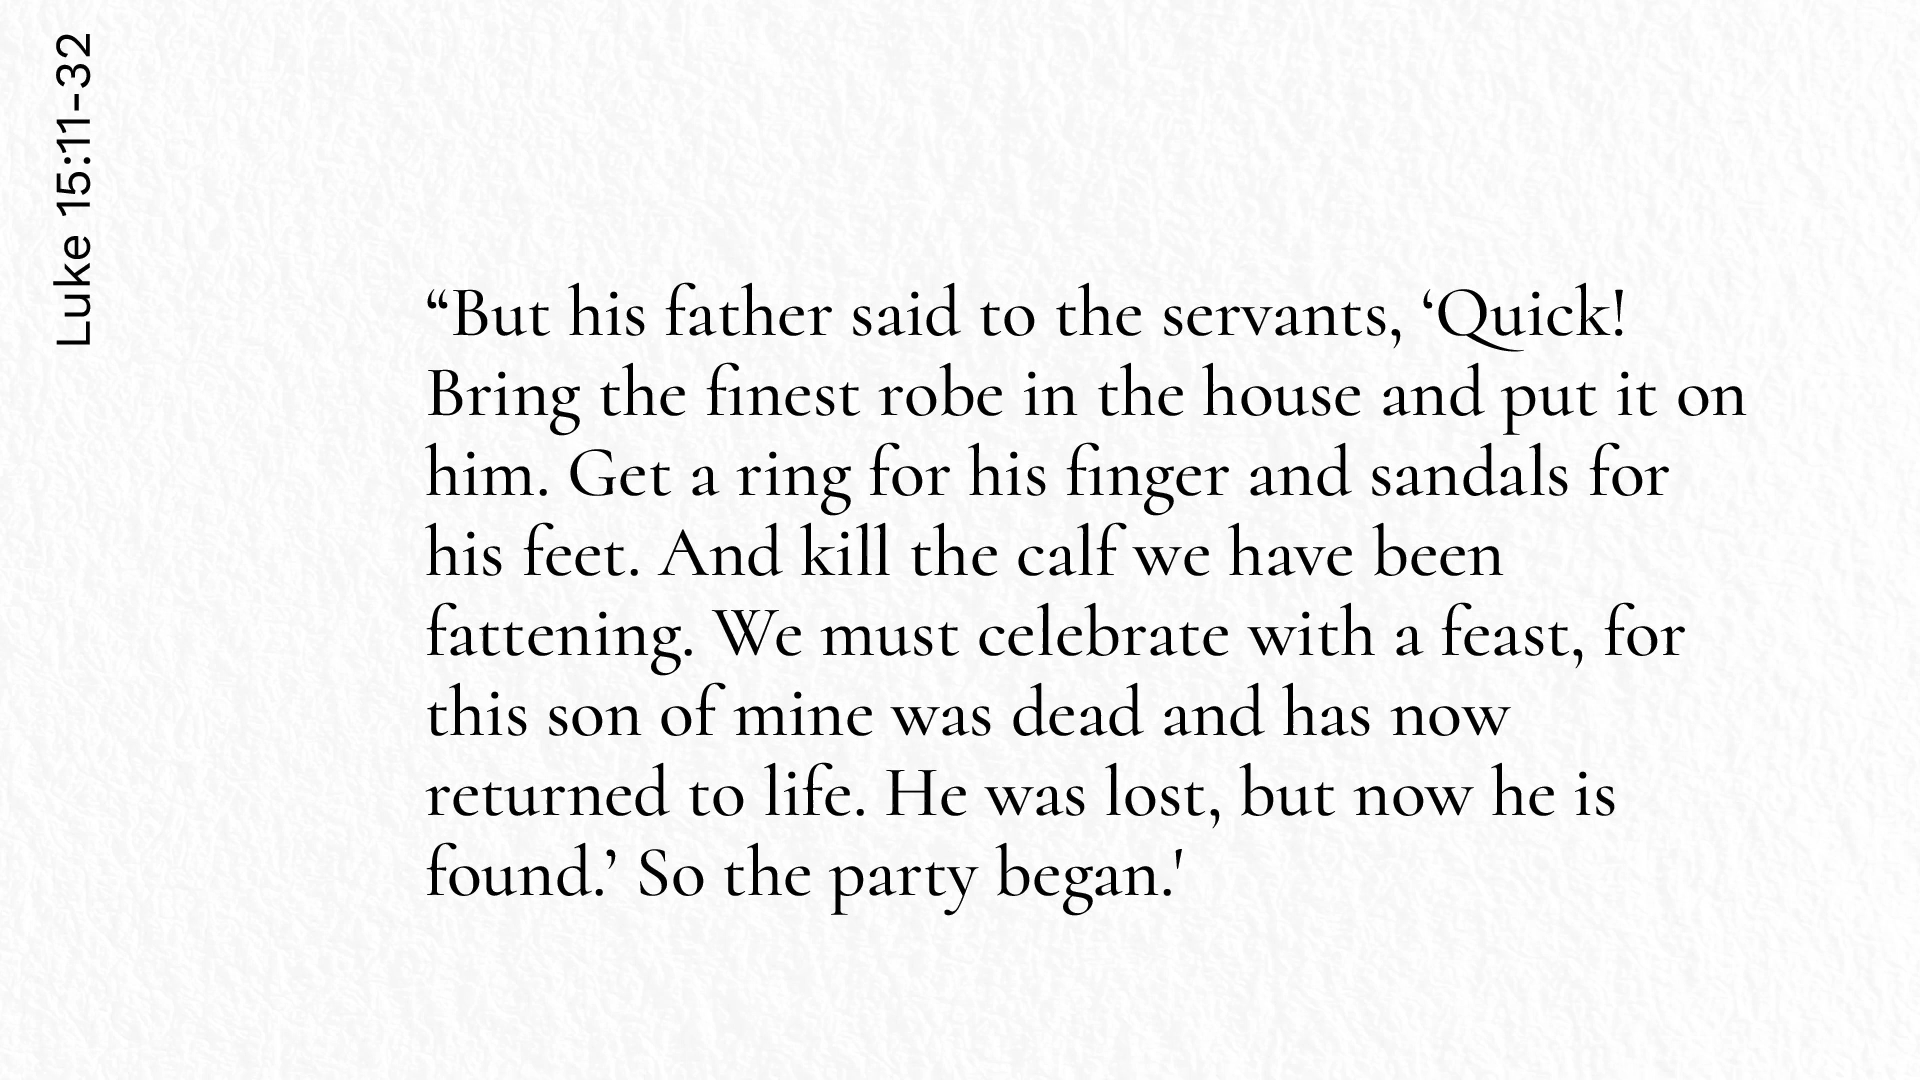 Luke 15:11-32
“But his father said to the servants, ‘Quick!
Bring the finest robe in the house and put it on
him. Get a ring for his finger and sandals for
his feet. And kill the calf we have been
fattening. We must celebrate with a feast, for
this son of mine was dead and has now
returned to life. He was lost, but now he is
found.’ So the party began.'